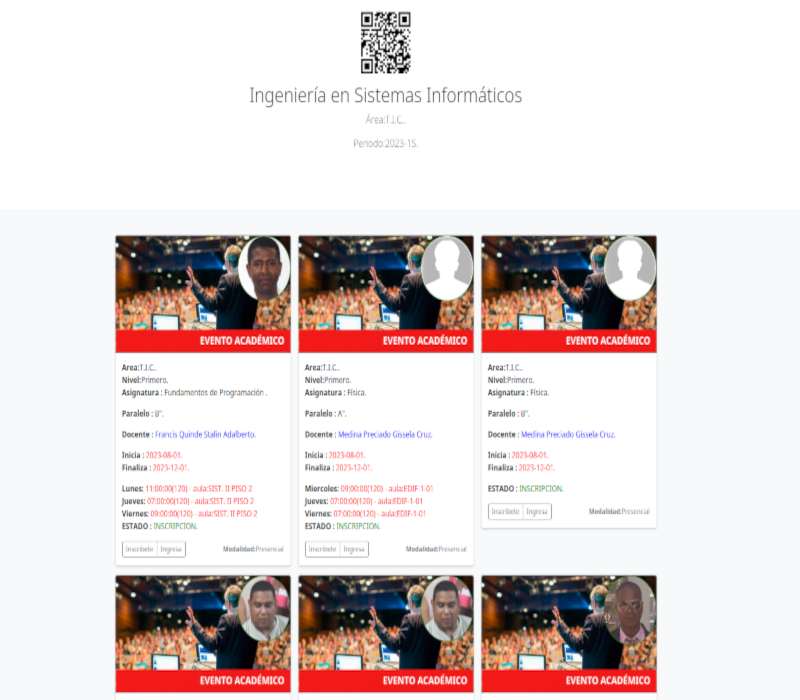 Ingeniería en Sistemas Informáticos
Área:T.I.C..
Periodo:2023-1S.
EVENTO ACADÉMICO
Area:T.I.C..
Nivel:Primero.
Asignatura : Fundamentos de Programación .
Paralelo : B".
Docente : Francis Quinde Stalin Adalberto.
Inicia : 2023-08-01.
Finaliza : 2023-12-01.
Lunes: 11:00:00(120) - aula:SIST. II PISO 2
Jueves: 07:00:00(120) - aula:SIST. II PISO 2
Viernes: 09:00:00(120) - aula:SIST. II PISO 2
ESTADO : INSCRIPCION.
Inscribete Ingresa Modalidad:Presencial
EVENTO ACADÉMICO
Area:T.I.C..
Nivel:Primero.
Asignatura : Física.
Paralelo : A".
Docente : Medina Preciado Gissela Cruz.
Inicia : 2023-08-01.
Finaliza : 2023-12-01.
Miercoles: 09:00:00(120) - aula:EDIF-1-01
Jueves: 07:00:00(120) - aula:EDIF-1-01
Viernes: 07:00:00(120) - aula:EDIF-1-01
ESTADO : INSCRIPCION.
Inscribete Ingresa Modalidad:Presencial
EVENTO ACADÉMICO
Area:T.I.C..
Nivel:Primero.
Asignatura : Física.
Paralelo : B".
Docente : Medina Preciado Gissela Cruz.
Inicia : 2023-08-01.
Finaliza : 2023-12-01.
ESTADO : INSCRIPCION.
Inscribete Ingresa Modalidad:Presencial
EVENTO ACADÉMICO
EVENTO ACADÉMICO
EVENTO ACADÉMICO